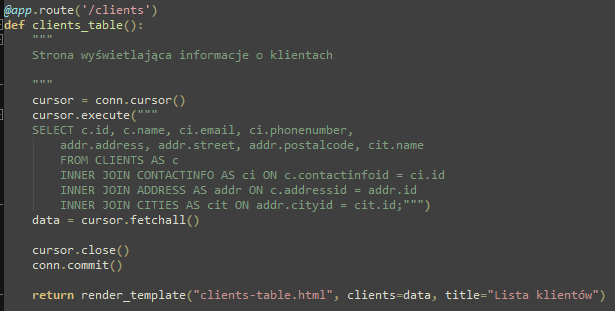 @app.route('/clients')
def clients_table():
    """
    Strona wyświetlająca informacje o klientach

    """
    cursor = conn.cursor()
    cursor.execute("""
    SELECT c.id, c.name, ci.email, ci.phonenumber,
        addr.address, addr.street, addr.postalcode, cit.name
        FROM CLIENTS AS c
        INNER JOIN CONTACTINFO AS ci ON c.contactinfoid = ci.id
        INNER JOIN ADDRESS AS addr ON c.addressid = addr.id
        INNER JOIN CITIES AS cit ON addr.cityid = cit.id;""")
    data = cursor.fetchall()

    cursor.close()
    conn.commit()

    return render_template("clients-table.html", clients=data, title="Lista klientów")